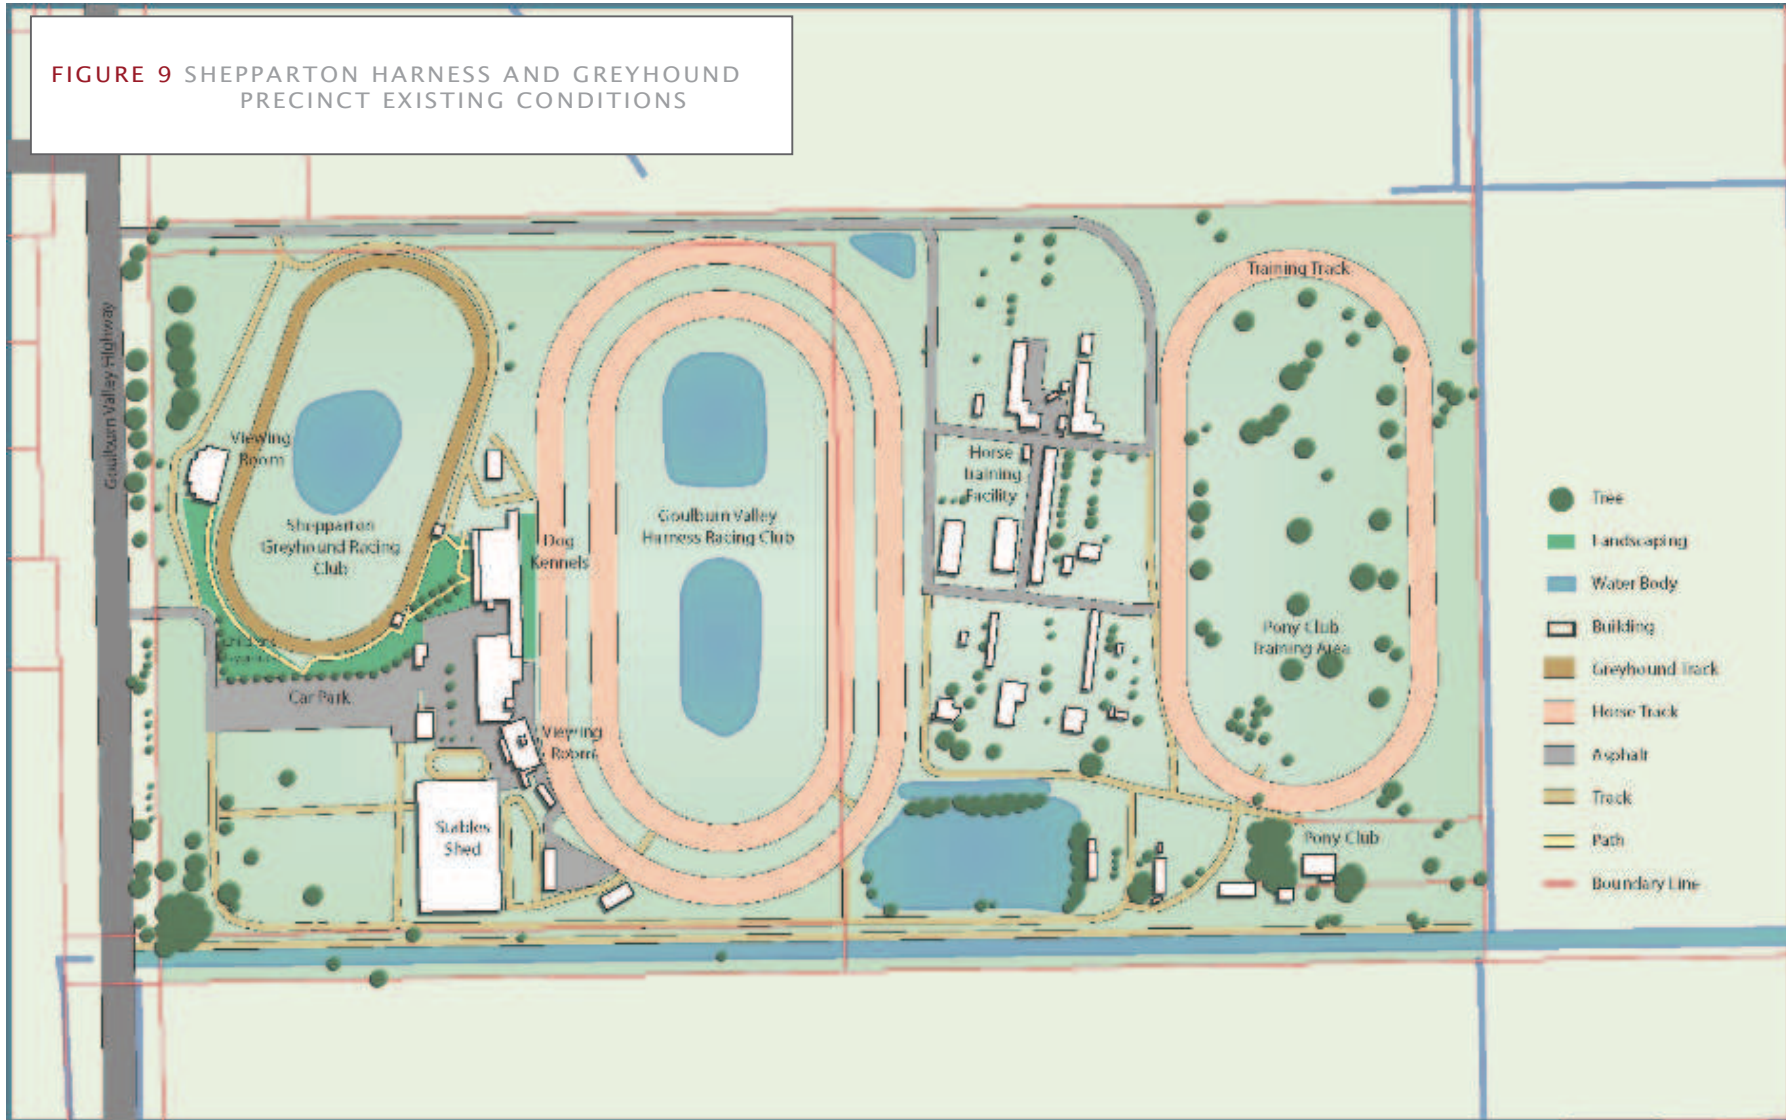 FIGURE 9 SHEPPARTON HARNESS AND GREYHOUND
PRECINCT EXISTING CONDITIONS
Goulburn Valley Highway
Viewing
Room
Shepparton
Greyhound Racing
Club
Car Park
Dog
Kennels
Viewing
Room
Stables
Shed
Goulburn Valley
Harness Racing Club
Horse
Training
Facility
Training Track
Pony Club
Training Area
Pony Club
Tree
Landscaping
Water Body
Building
Greyhound Track
Horse Track
Asphalt
Track
Path
Boundary Line